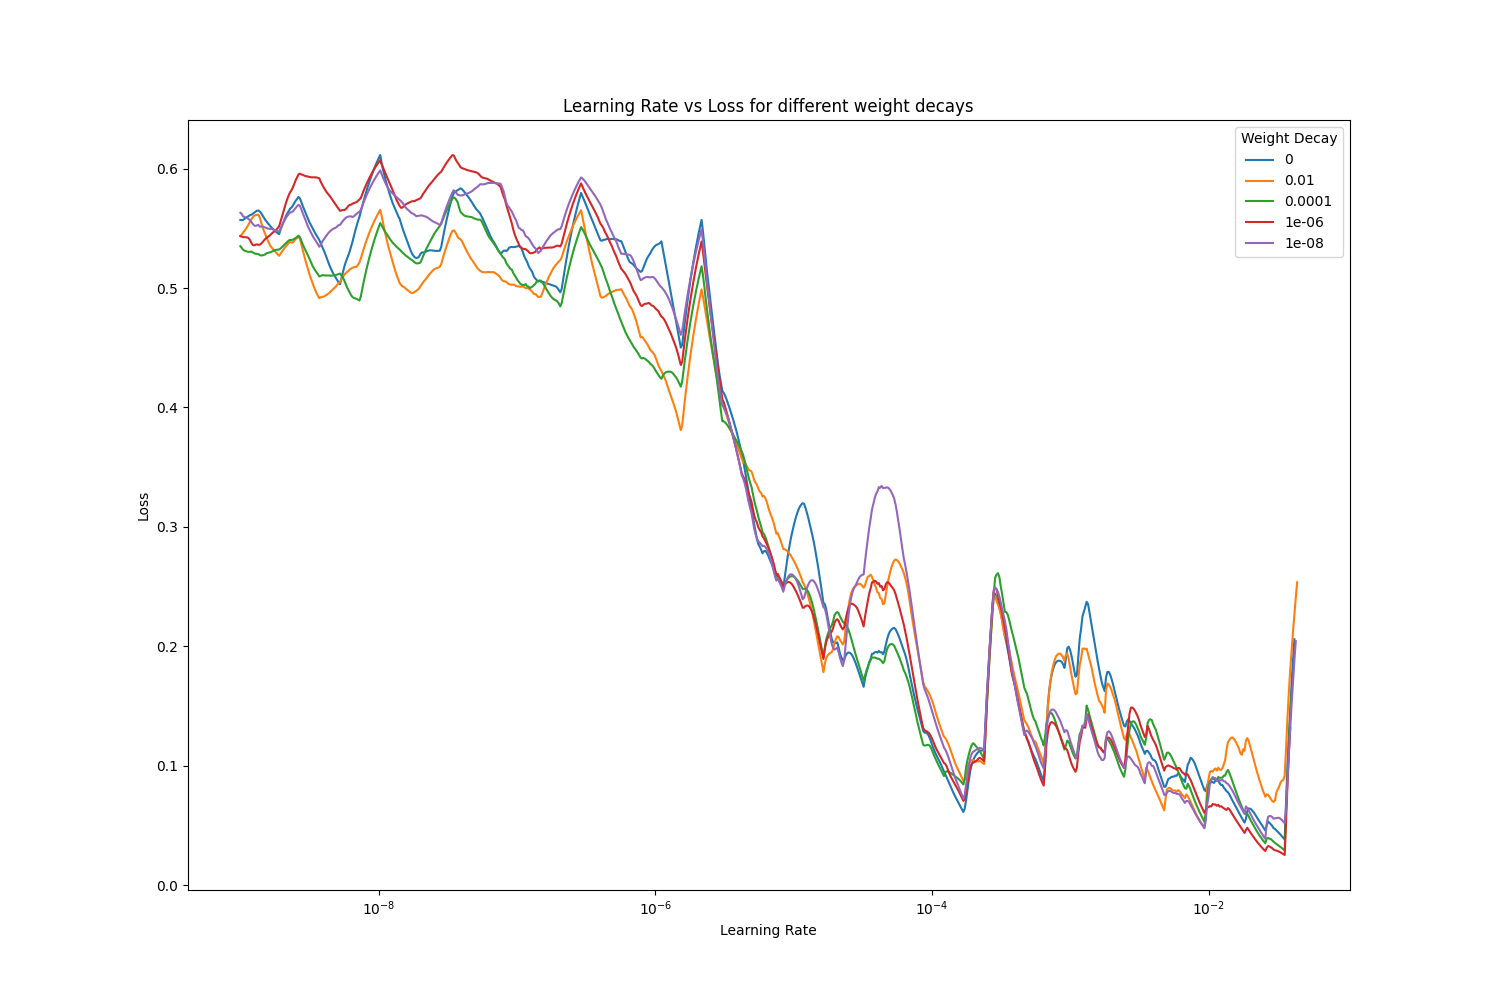 Learning Rate vs Loss for different weight decays
Weight Decay
0
0.01
0.0001
1e-06
1e-08
Loss
0.6
0.5
0.4
0.3
0.2
0.1
0.0
10⁻⁸
10⁻⁶
10⁻⁴
10⁻²
Learning Rate